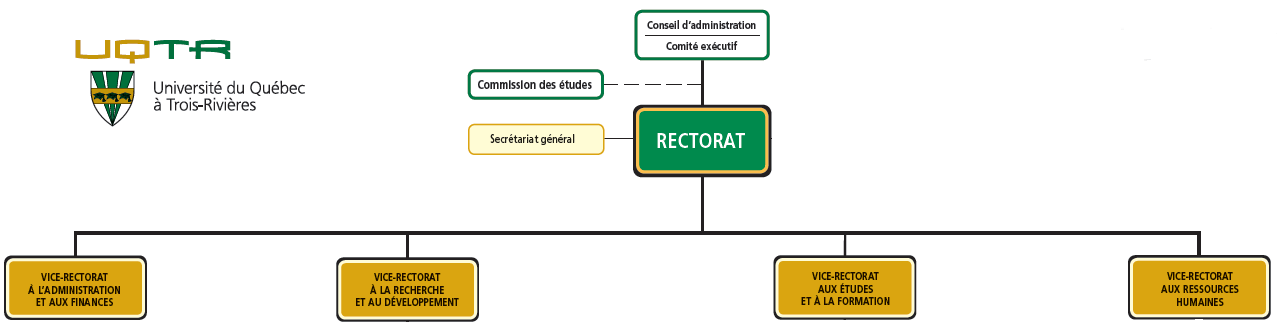 UQTR
Université du Québec
à Trois-Rivières
Conseil d'administration
Comité exécutif
Commission des études
Secrétariat général
RECTORAT
VICE-RECTORAT
À L'ADMINISTRATION
ET AUX FINANCES
VICE-RECTORAT
À LA RECHERCHE
ET AU DÉVELOPPEMENT
VICE-RECTORAT
AUX ÉTUDES
ET À LA FORMATION
VICE-RECTORAT
AUX RESSOURCES
HUMAINES